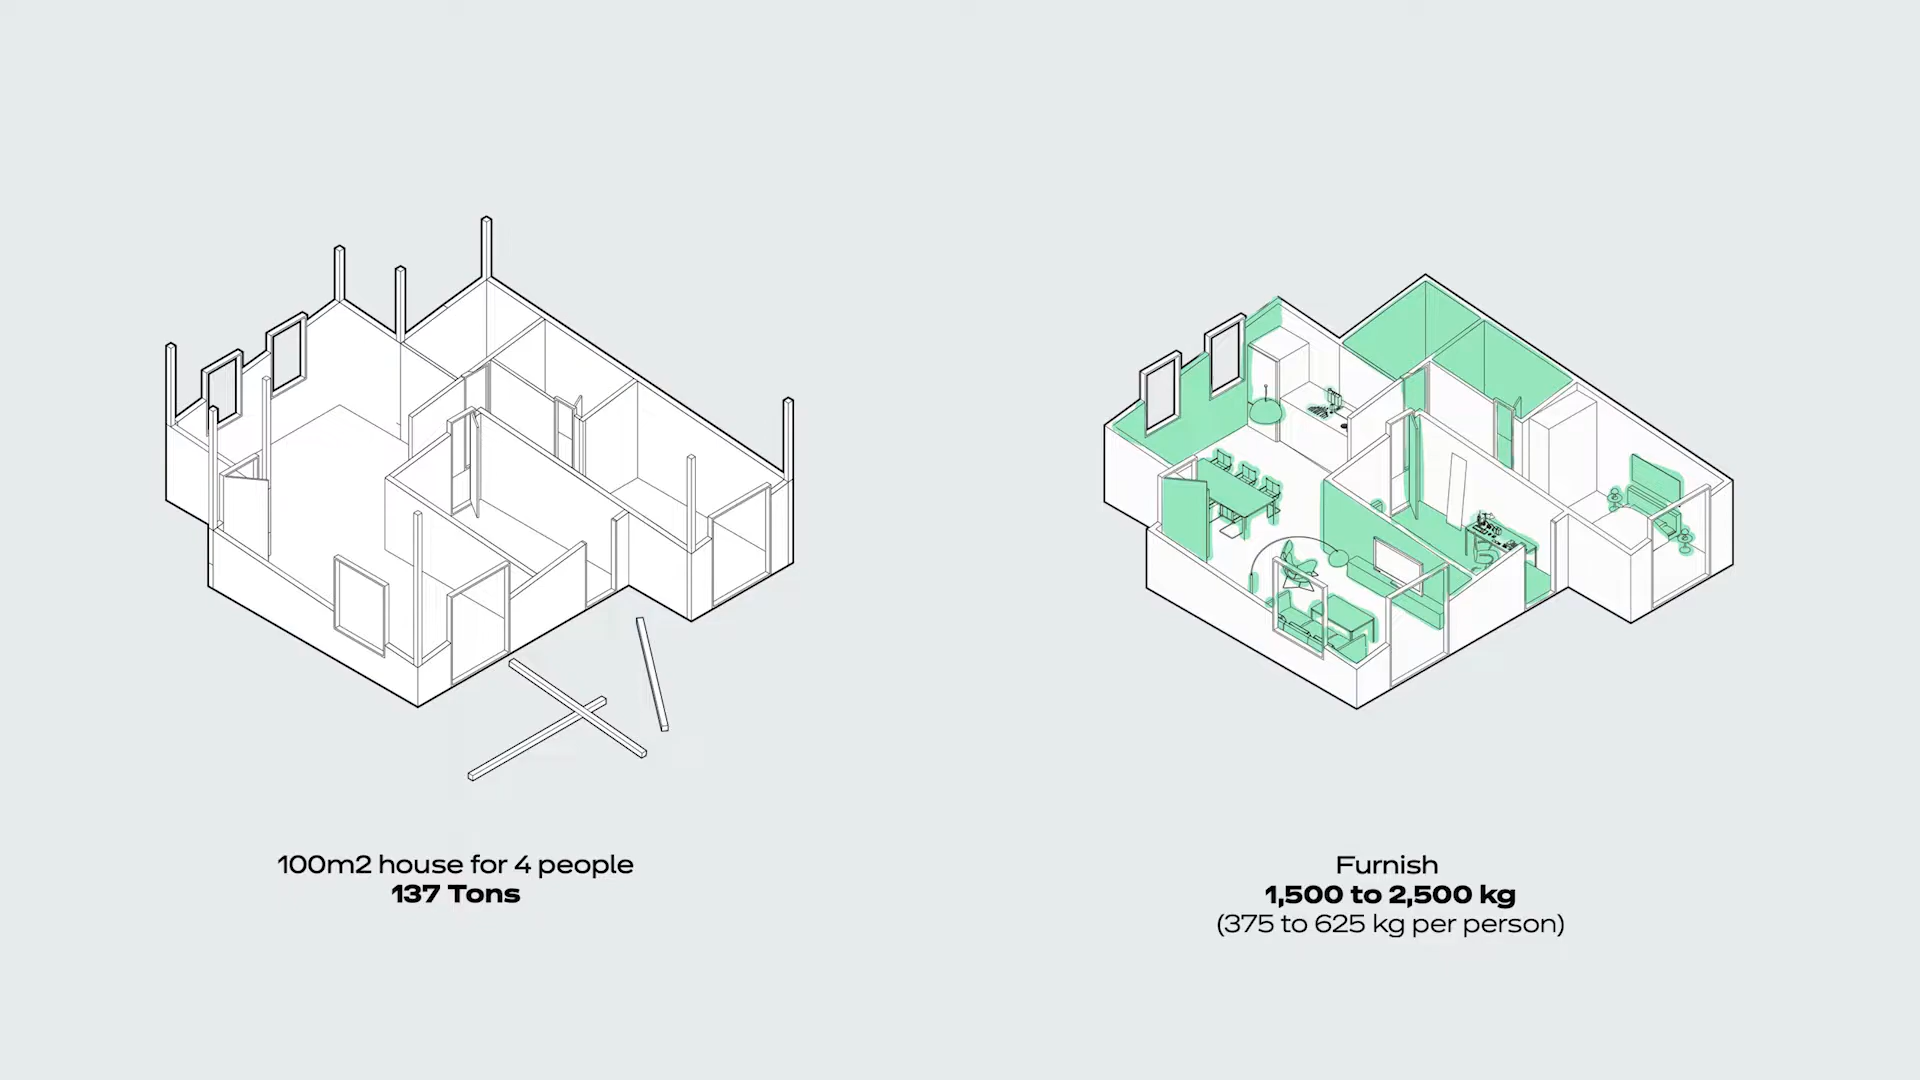 100m2 house for 4 people
137 Tons
Furnish
1,500 to 2,500 kg
(375 to 625 kg per person)